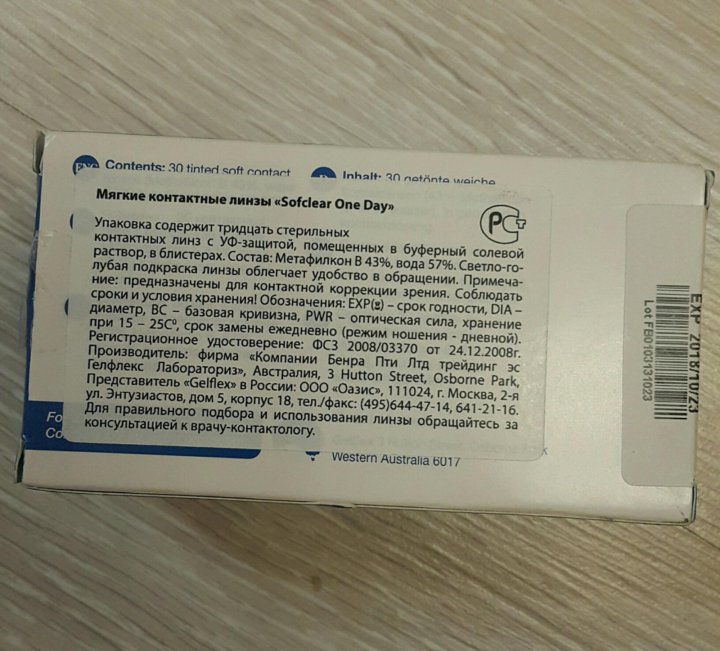 ENG Contents: 30 tinted soft contact
D Inhalt: 30 getönte weiche
Мягкие контактные линзы «Sofclear One Day»
РСТ
Упаковка содержит тридцать стерильных
контактных линз с УФ-защитой, помещенных в буферный солевой
раствор, в блистерах. Состав: Метафилкон В 43%, вода 57%. Светло-го-
лубая подкраска линзы облегчает удобство в обращении. Примеча-
ние: предназначены для контактной коррекции зрения. Соблюдать
сроки и условия хранения! Обозначения: EXP(⌛) – срок годности, DIA –
диаметр, BC – базовая кривизна, PWR – оптическая сила, хранение
при 15 – 25C⁰, срок замены ежедневно (режим ношения - дневной).
Регистрационное удостоверение: ФСЗ 2008/03370 от 24.12.2008г.
Производитель: фирма «Компании Бенра Пти Лтд трейдинг эс
Гелфлекс Лабораториз», Австралия, 3 Hutton Street, Osborne Park,
Представитель «Gelflex» в России: ООО «Оазис», 111024, г. Москва, 2-я
ул. Энтузиастов, дом 5, корпус 18, тел./факс: (495)644-47-14, 641-21-16.
Для правильного подбора и использования линзы обращайтесь за
консультацией к врачу-контактологу.
Fo
Co
Western Australia 6017
EXP 2018/10/23
Lot FB0103131023